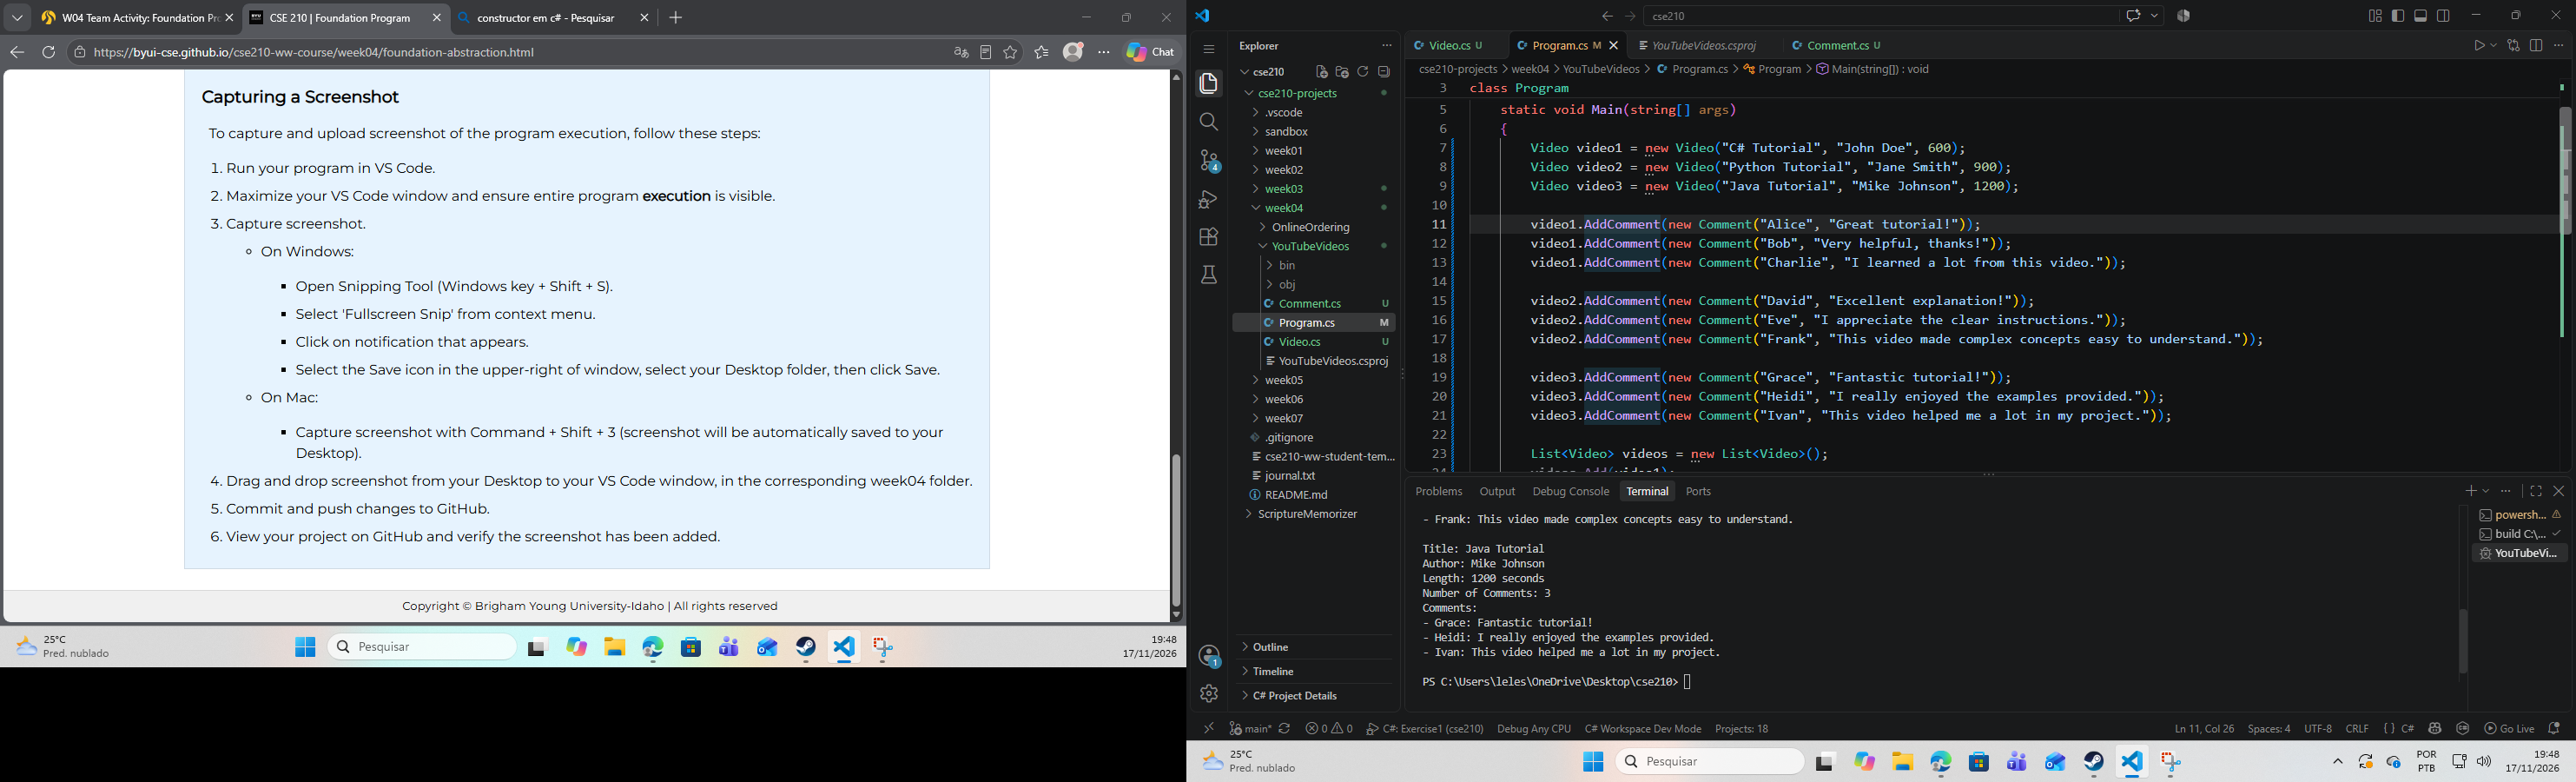 W04 Team Activity: Foundation Pro
CSE 210 | Foundation Program
constructor em c# - Pesquisar
https://byui-cse.github.io/cse210-ww-course/week04/foundation-abstraction.html
Chat
Capturing a Screenshot
To capture and upload screenshot of the program execution, follow these steps:
1. Run your program in VS Code.
2. Maximize your VS Code window and ensure entire program execution is visible.
3. Capture screenshot.
On Windows:
Open Snipping Tool (Windows key + Shift + S).
Select 'Fullscreen Snip' from context menu.
Click on notification that appears.
Select the Save icon in the upper-right of window, select your Desktop folder, then click Save.
On Mac:
Capture screenshot with Command + Shift + 3 (screenshot will be automatically saved to your
Desktop).
4. Drag and drop screenshot from your Desktop to your VS Code window, in the corresponding week04 folder.
5. Commit and push changes to GitHub.
6. View your project on GitHub and verify the screenshot has been added.
Copyright © Brigham Young University-Idaho | All rights reserved
25°C
Pred. nublado
Pesquisar
19:48
17/11/2026
cse210
Explorer
cse210
cse210-projects
.vscode
sandbox
week01
week02
week03
week04
OnlineOrdering
YouTubeVideos
bin
obj
Comment.cs U
Program.cs M
Video.cs U
YouTubeVideos.csproj
week05
week06
week07
.gitignore
cse210-ww-student-tem...
journal.txt
README.md
ScriptureMemorizer
Outline
Timeline
C# Project Details
Video.cs U
Program.cs M
YouTubeVideos.csproj
Comment.cs U
cse210-projects > week04 > YouTubeVideos > Program.cs > Program > Main(string[]) : void
3 class Program
5 static void Main(string[] args)
6 {
7 Video video1 = new Video("C# Tutorial", "John Doe", 600);
8 Video video2 = new Video("Python Tutorial", "Jane Smith", 900);
9 Video video3 = new Video("Java Tutorial", "Mike Johnson", 1200);
10
11 video1.AddComment(new Comment("Alice", "Great tutorial!"));
12 video1.AddComment(new Comment("Bob", "Very helpful, thanks!"));
13 video1.AddComment(new Comment("Charlie", "I learned a lot from this video."));
14
15 video2.AddComment(new Comment("David", "Excellent explanation!"));
16 video2.AddComment(new Comment("Eve", "I appreciate the clear instructions."));
17 video2.AddComment(new Comment("Frank", "This video made complex concepts easy to understand."));
18
19 video3.AddComment(new Comment("Grace", "Fantastic tutorial!"));
20 video3.AddComment(new Comment("Heidi", "I really enjoyed the examples provided."));
21 video3.AddComment(new Comment("Ivan", "This video helped me a lot in my project."));
22
23 List<Video> videos = new List<Video>();
Problems Output Debug Console Terminal Ports
- Frank: This video made complex concepts easy to understand.
Title: Java Tutorial
Author: Mike Johnson
Length: 1200 seconds
Number of Comments: 3
Comments:
- Grace: Fantastic tutorial!
- Heidi: I really enjoyed the examples provided.
- Ivan: This video helped me a lot in my project.
PS C:\Users\leles\OneDrive\Desktop\cse210>
powersh...
build C:\...
YouTubeVi...
main* 0 0 C#: Exercise1 (cse210) Debug Any CPU C# Workspace Dev Mode Projects: 18
Ln 11, Col 26 Spaces: 4 UTF-8 CRLF { } C# Go Live
25°C
Pred. nublado
Pesquisar
POR
PTB
19:48
17/11/2026